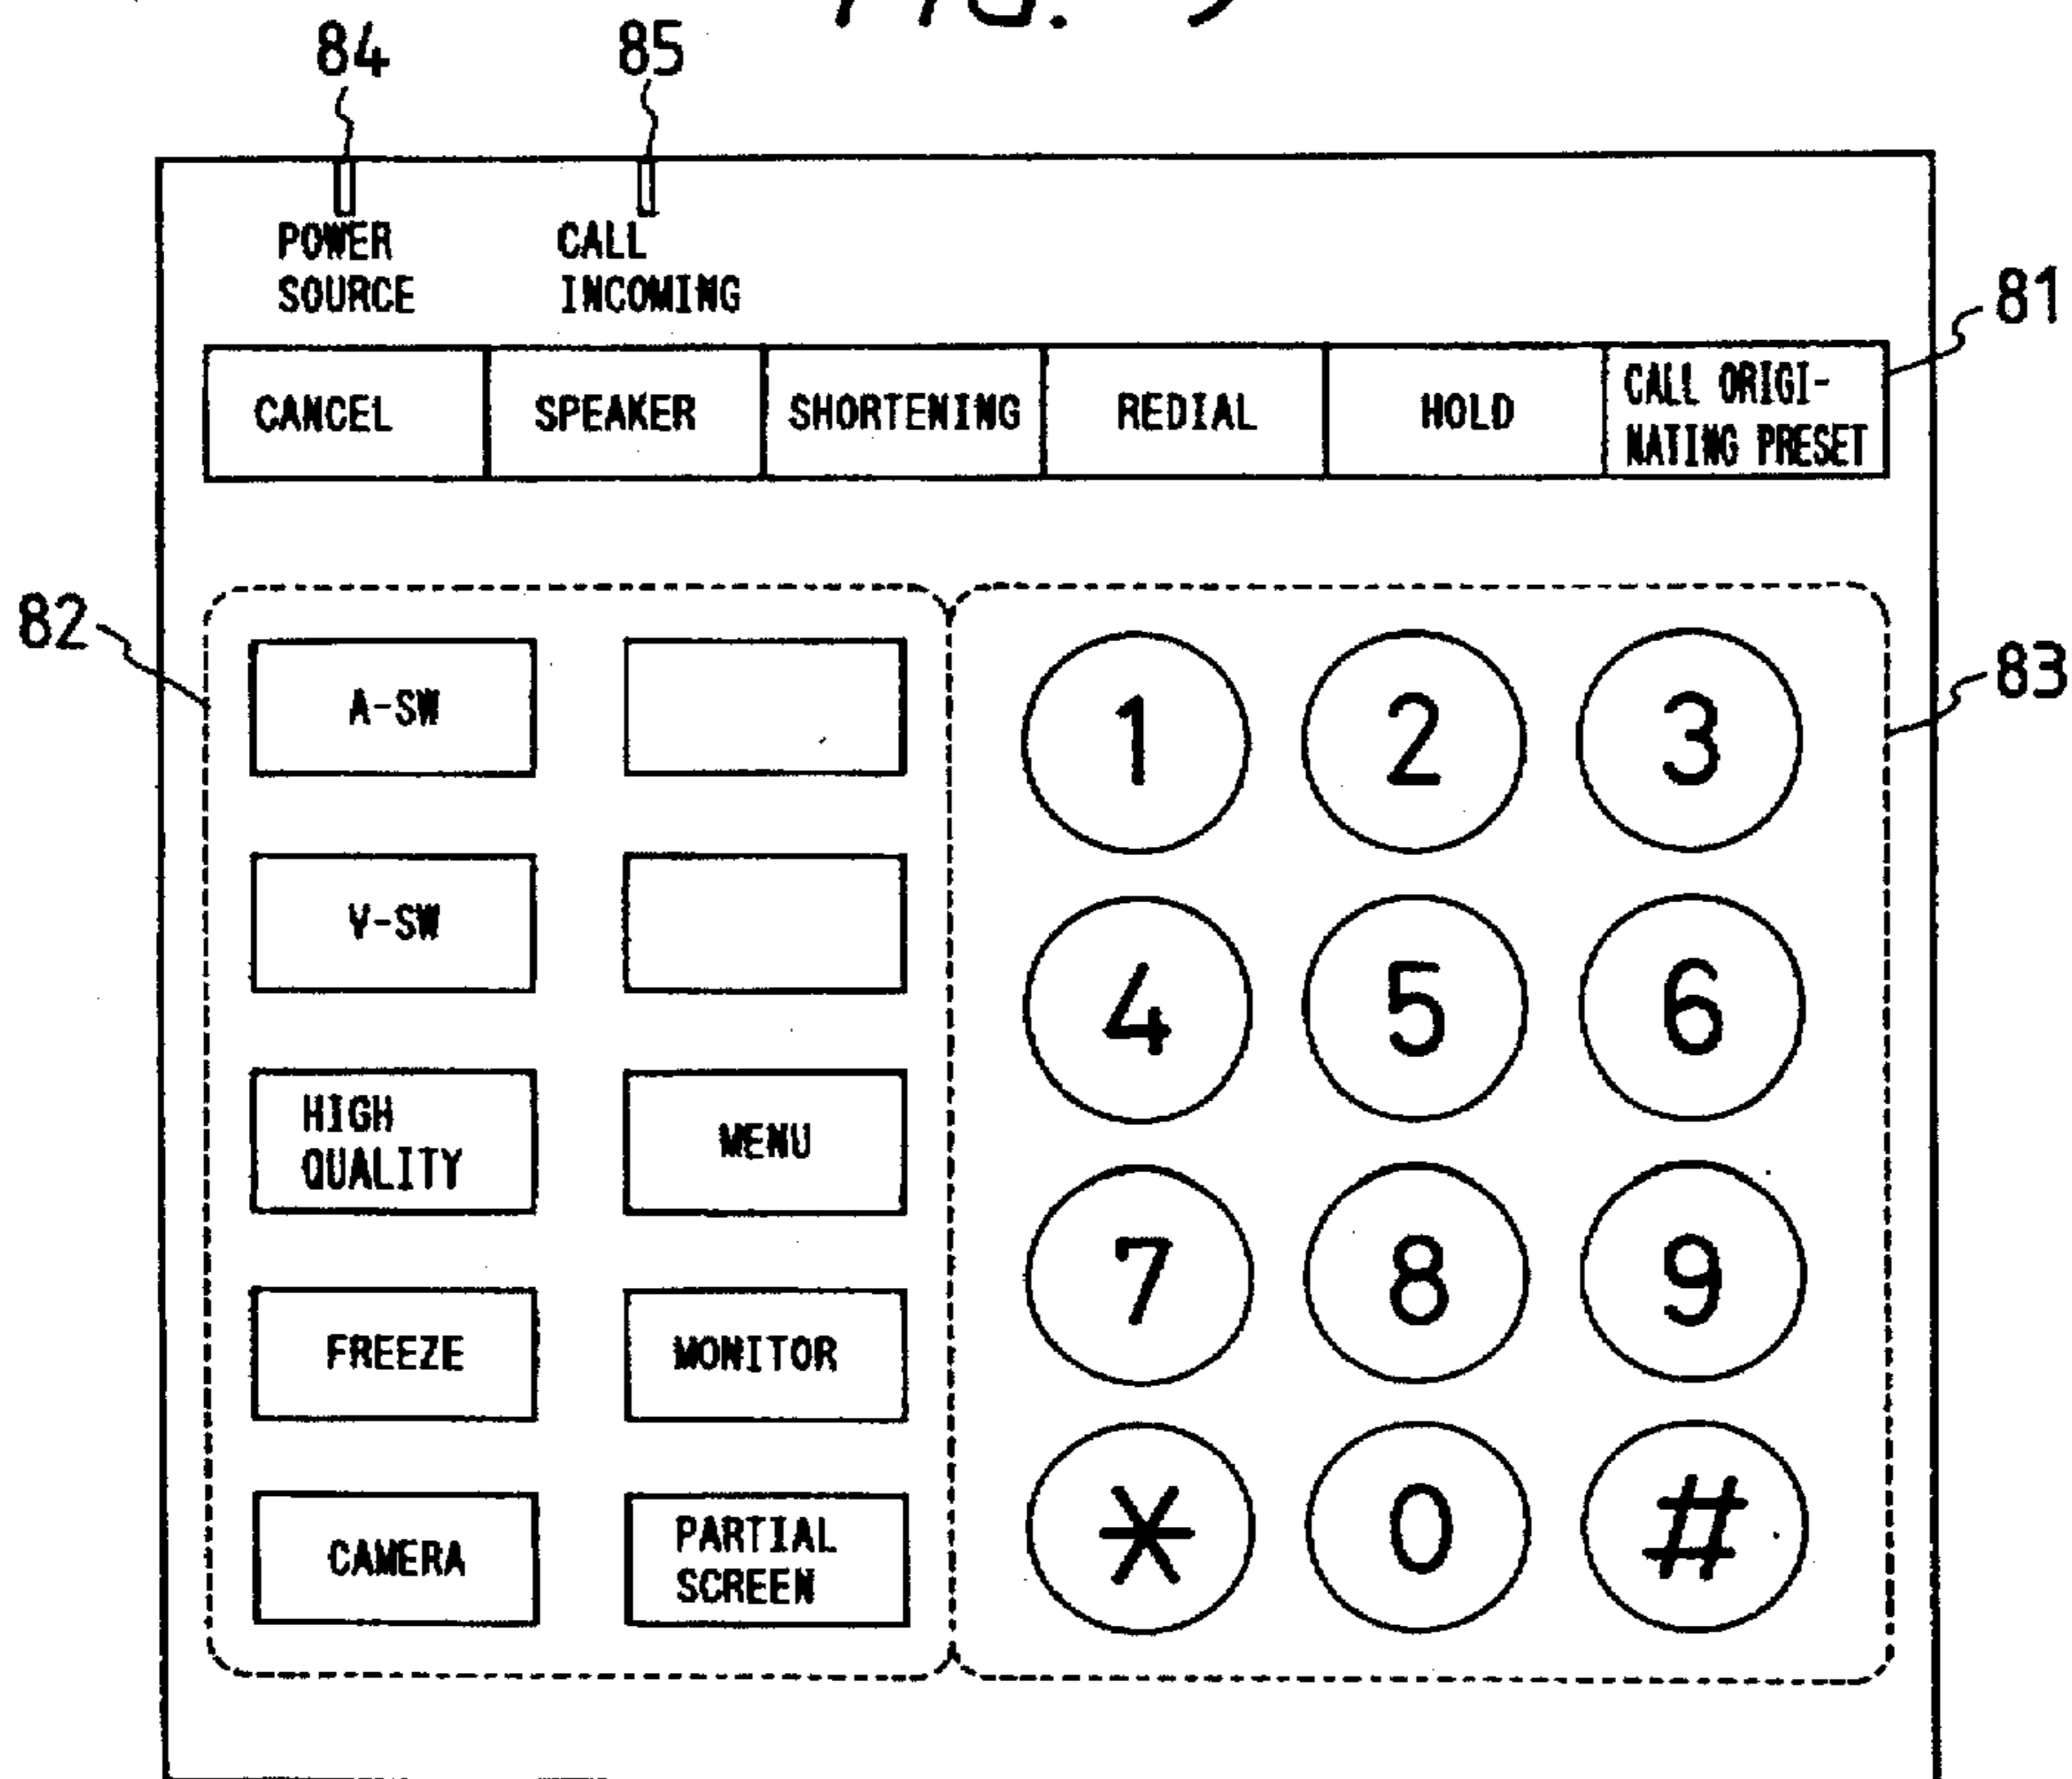 FIG.
84 85
POWER
SOURCE
CALL
INCOMING
81
CANCEL SPEAKER SHORTENING REDIAL HOLD CALL ORIGI-
NATING PRESET
82
83
A-SW
V-SW
HIGH
QUALITY
MENU
FREEZE MONITOR
CAMERA PARTIAL
SCREEN
1 2 3
4 5 6
7 8 9
* 0 #